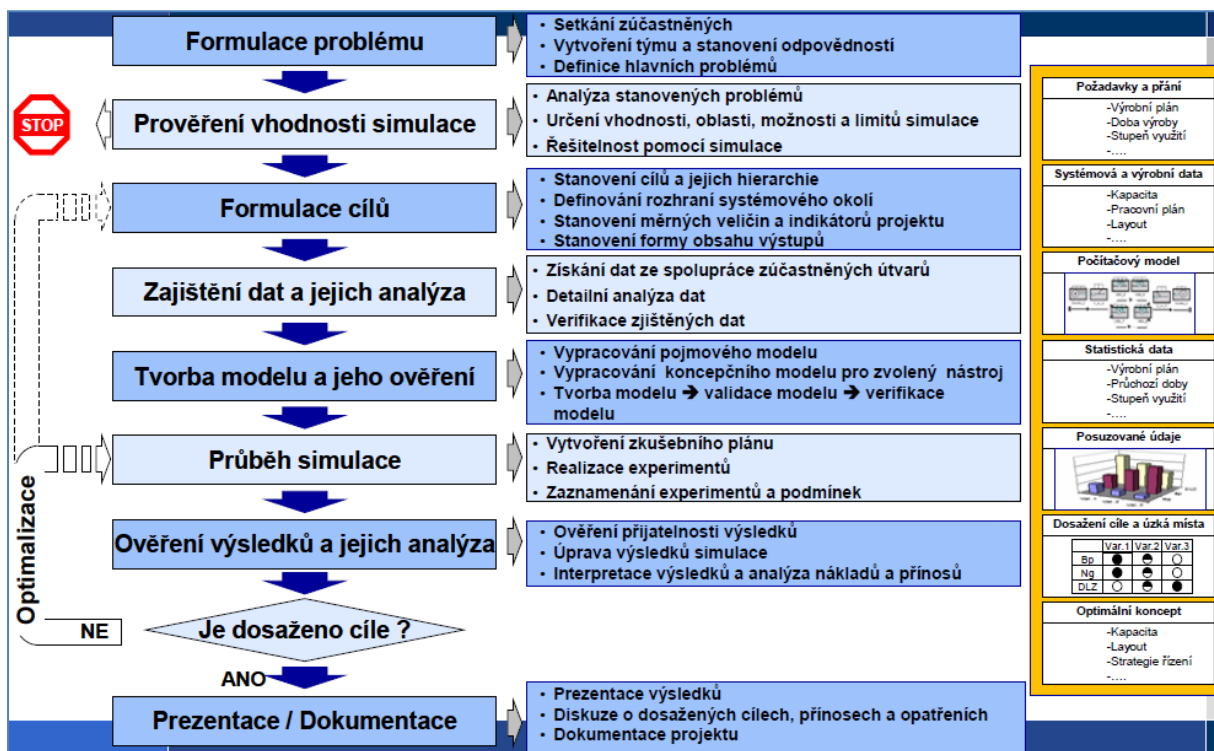 Formulace problému
• Setkání zúčastněných
• Vytvoření týmu a stanovení odpovědností
• Definice hlavních problémů
STOP
Prověření vhodnosti simulace
• Analýza stanovených problémů
• Určení vhodnosti, oblasti, možnosti a limitů simulace
• Řešitelnost pomocí simulace
Formulace cílů
• Stanovení cílů a jejich hierarchie
• Definování rozhraní systémového okolí
• Stanovení měrných veličin a indikátorů projektu
• Stanovení formy obsahu výstupů
Zajištění dat a jejich analýza
• Získání dat ze spolupráce zúčastněných útvarů
• Detailní analýza dat
• Verifikace zjištěných dat
Tvorba modelu a jeho ověření
• Vypracování pojmového modelu
• Vypracování koncepčního modelu pro zvolený nástroj
• Tvorba modelu ➔ validace modelu ➔ verifikace
modelu
Průběh simulace
• Vytvoření zkušebního plánu
• Realizace experimentů
• Zaznamenání experimentů a podmínek
Ověření výsledků a jejich analýza
• Ověření přijatelnosti výsledků
• Úprava výsledků simulace
• Interpretace výsledků a analýza nákladů a přínosů
Optimalizace
NE
Je dosaženo cíle ?
ANO
Prezentace / Dokumentace
• Prezentace výsledků
• Diskuze o dosažených cílech, přínosech a opatřeních
• Dokumentace projektu
Požadavky a přání
-Výrobní plán
-Doba výroby
-Stupeň využití
-....
Systémová a výrobní data
-Kapacita
-Pracovní plán
-Layout
-....
Počítačový model
Statistická data
-Výrobní plán
-Průchozí doby
-Stupeň využití
-....
Posuzované údaje
Dosažení cíle a úzká místa
Var.1 Var.2 Var.3
Bp
Ng
DLZ
Optimální koncept
-Kapacita
-Layout
-Strategie řízení
-....